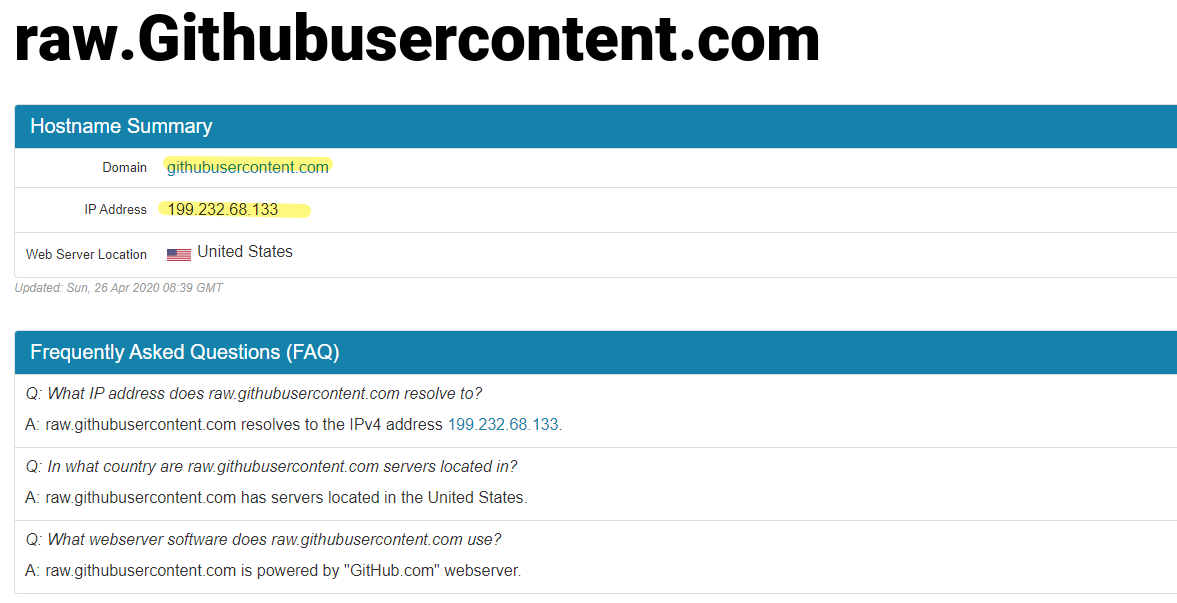 raw.Githubusercontent.com
Hostname Summary
Domain githubusercontent.com
IP Address 199.232.68.133
Web Server Location United States
Updated: Sun, 26 Apr 2020 08:39 GMT
Frequently Asked Questions (FAQ)
Q: What IP address does raw.githubusercontent.com resolve to?
A: raw.githubusercontent.com resolves to the IPv4 address 199.232.68.133.
Q: In what country are raw.githubusercontent.com servers located in?
A: raw.githubusercontent.com has servers located in the United States.
Q: What webserver software does raw.githubusercontent.com use?
A: raw.githubusercontent.com is powered by "GitHub.com" webserver.